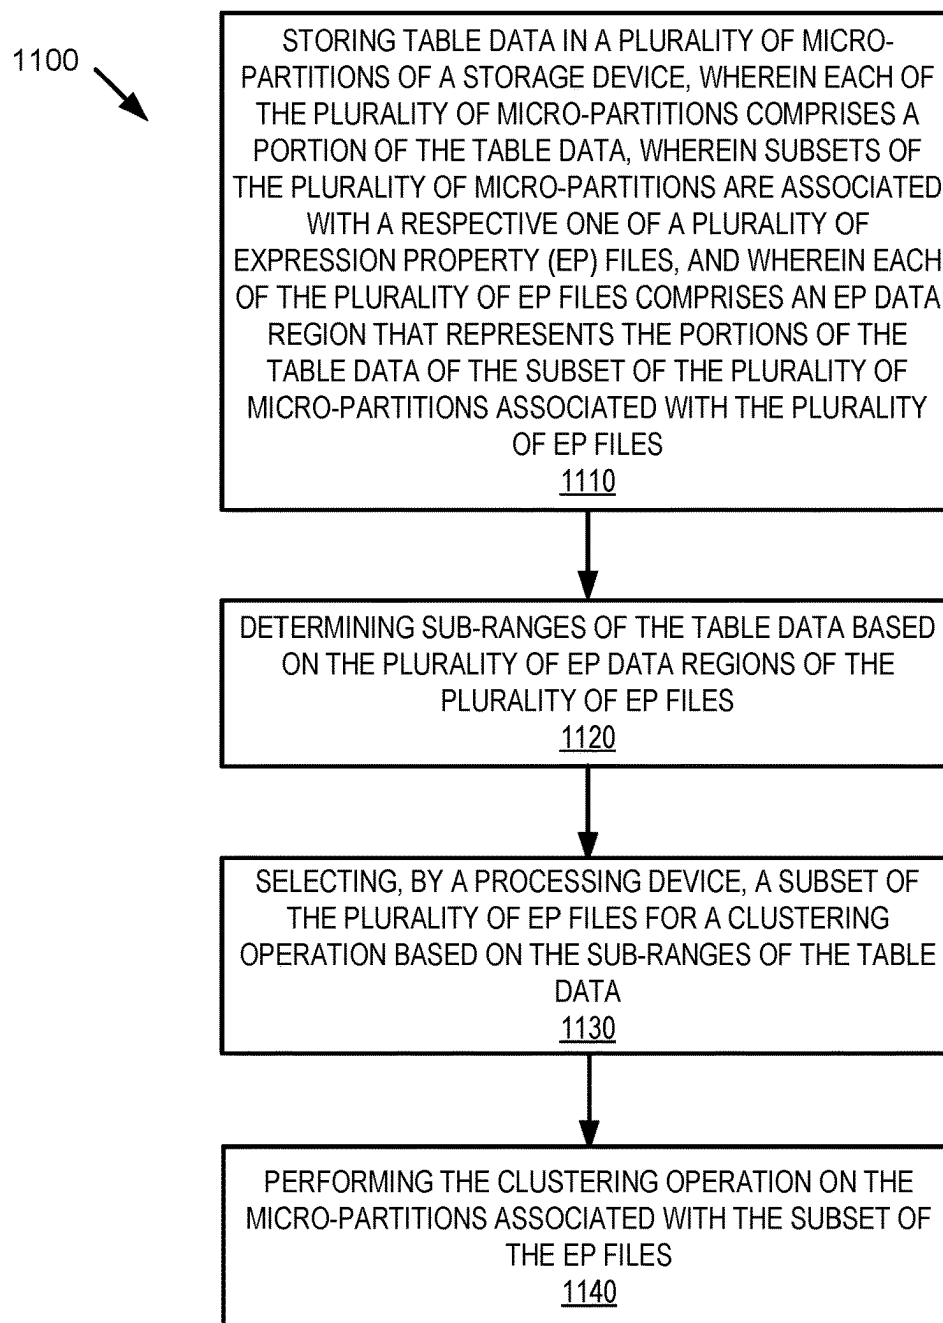 1100
STORING TABLE DATA IN A PLURALITY OF MICRO-
PARTITIONS OF A STORAGE DEVICE, WHEREIN EACH OF
THE PLURALITY OF MICRO-PARTITIONS COMPRISES A
PORTION OF THE TABLE DATA, WHEREIN SUBSETS OF
THE PLURALITY OF MICRO-PARTITIONS ARE ASSOCIATED
WITH A RESPECTIVE ONE OF A PLURALITY OF
EXPRESSION PROPERTY (EP) FILES, AND WHEREIN EACH
OF THE PLURALITY OF EP FILES COMPRISES AN EP DATA
REGION THAT REPRESENTS THE PORTIONS OF THE
TABLE DATA OF THE SUBSET OF THE PLURALITY OF
MICRO-PARTITIONS ASSOCIATED WITH THE PLURALITY
OF EP FILES
1110
DETERMINING SUB-RANGES OF THE TABLE DATA BASED
ON THE PLURALITY OF EP DATA REGIONS OF THE
PLURALITY OF EP FILES
1120
SELECTING, BY A PROCESSING DEVICE, A SUBSET OF
THE PLURALITY OF EP FILES FOR A CLUSTERING
OPERATION BASED ON THE SUB-RANGES OF THE TABLE
DATA
1130
PERFORMING THE CLUSTERING OPERATION ON THE
MICRO-PARTITIONS ASSOCIATED WITH THE SUBSET OF
THE EP FILES
1140